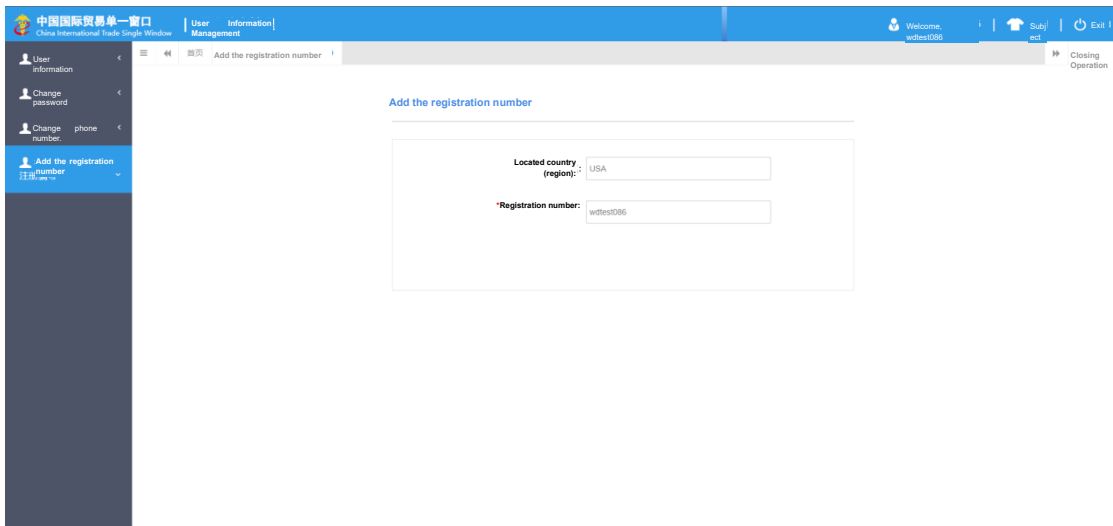 中国国际贸易单一窗口
China International Trade Single Window
User Information
Management
Welcome,
wdtest086
Subj
ect
Exit
User
information
首页
Add the registration number
Closing
Operation
Change
password
Change phone
number.
Add the registration
number
注册
Add the registration number
Located country
(region):
:
USA
*Registration number:
wdtest086